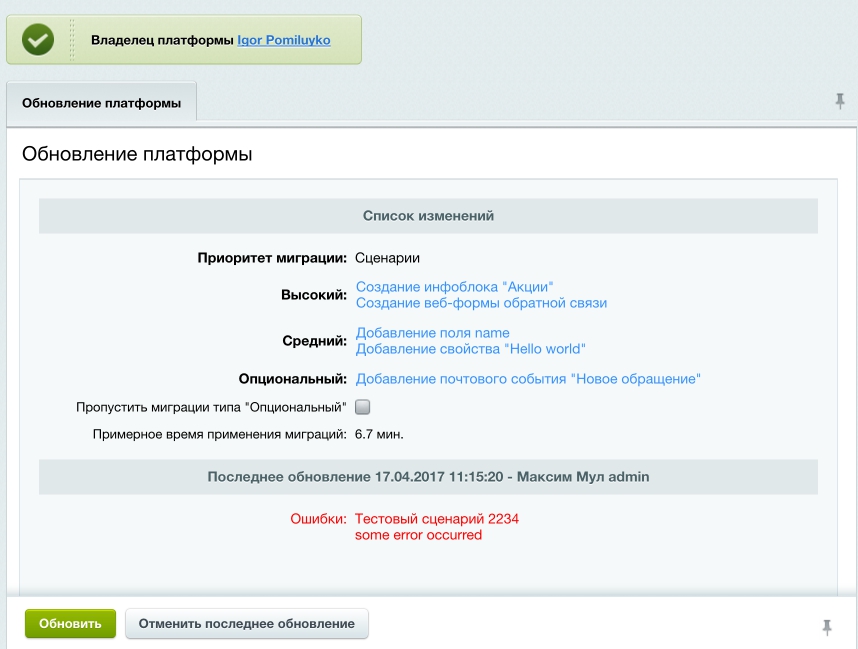 Владелец платформы Igor Pomiluyko
Обновление платформы
Обновление платформы
Список изменений
Приоритет миграции: Сценарии
Высокий: Создание инфоблока "Акции"
Создание веб-формы обратной связи
Средний: Добавление поля name
Добавление свойства "Hello world"
Опциональный: Добавление почтового события "Новое обращение"
Пропустить миграции типа "Опциональный"
Примерное время применения миграций: 6.7 мин.
Последнее обновление 17.04.2017 11:15:20 - Максим Мул admin
Ошибки: Тестовый сценарий 2234
some error occurred
Обновить Отменить последнее обновление